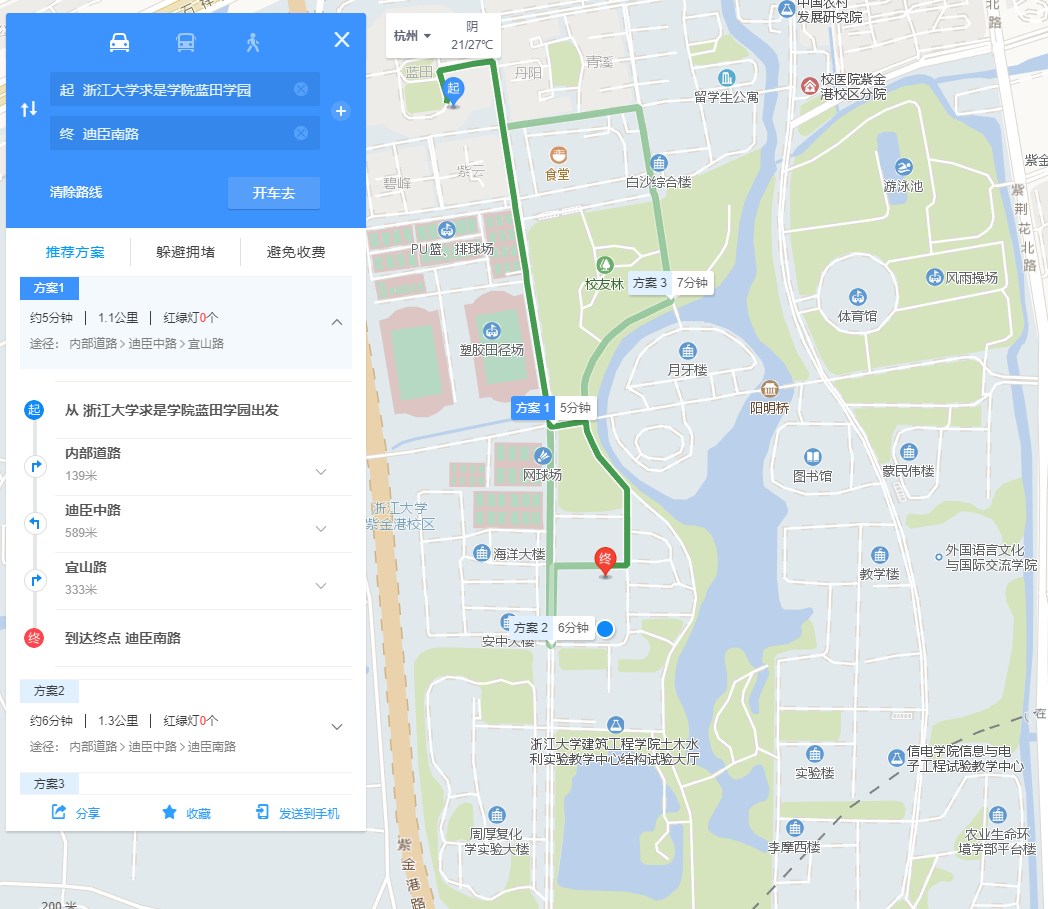 起 浙江大学求是学院蓝田学园
终 迪臣南路
清除路线
开车去
推荐方案
躲避拥堵
避免收费
方案1
约5分钟 | 1.1公里 | 红绿灯0个
途径： 内部道路 > 迪臣中路 > 宜山路
起 从 浙江大学求是学院蓝田学园出发
内部道路
139米
迪臣中路
589米
宜山路
333米
终 到达终点 迪臣南路
方案2
约6分钟 | 1.3公里 | 红绿灯0个
途径： 内部道路 > 迪臣中路 > 迪臣南路
方案3
分享
收藏
发送到手机
200 米
杭州
阴
21/27℃
蓝田
起
丹阳
青溪
中国农村
发展研究院
北
路
留学生公寓
校医院紫金
港校区分院
紫金
食堂
白沙综合楼
紫云
碧峰
游泳池
紫
荆
花
北
路
PU篮、排球场
校友林
方案 3 7分钟
风雨操场
体育馆
塑胶田径场
月牙楼
阳明桥
方案 1 5分钟
网球场
图书馆
蒙民伟楼
浙江大学
紫金港校区
海洋大楼
终
教学楼
外国语言文化
与国际交流学院
方案 2 6分钟
安中大楼
在
浙江大学建筑工程学院土木水
利实验教学中心结构试验大厅
实验楼
信电学院信息与电
子工程试验教学中心
周厚复化
学实验大楼
李摩西楼
农业生命环
境学部平台楼
紫
金
港
路